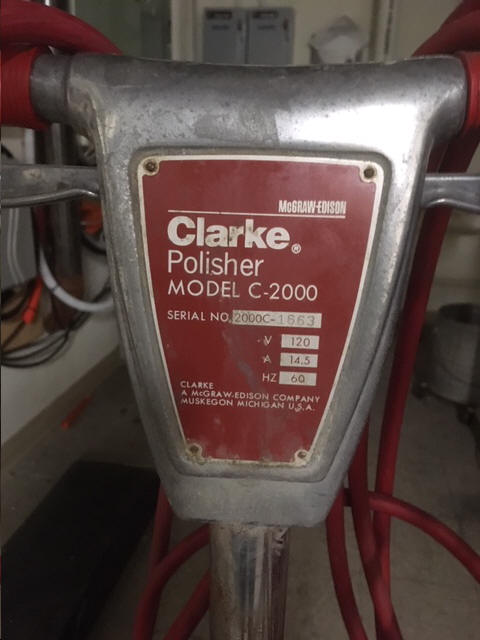 McGRAW-EDISON
Clarke®
Polisher
MODEL C-2000
SERIAL NO. 2000C-1663
V 120
A 14.5
HZ 60
CLARKE
A McGRAW-EDISON COMPANY
MUSKEGON MICHIGAN U.S.A.